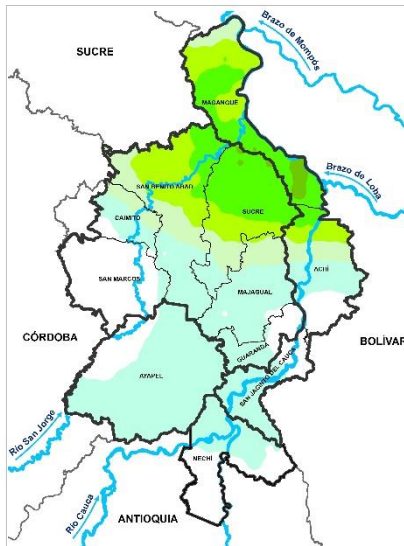 SUCRE
Brazo de Mompós
MAGANGUÉ
Brazo de Loba
SAN BENITO ABAD
SUCRE
CAIMITO
ACHÍ
SAN MARCOS
MAJAGUAL
CÓRDOBA
BOLÍVAR
GUARANDA
AYAPEL
SAN JACINTO DEL CAUCA
Río San Jorge
NECHÍ
Río Cauca
ANTIOQUIA